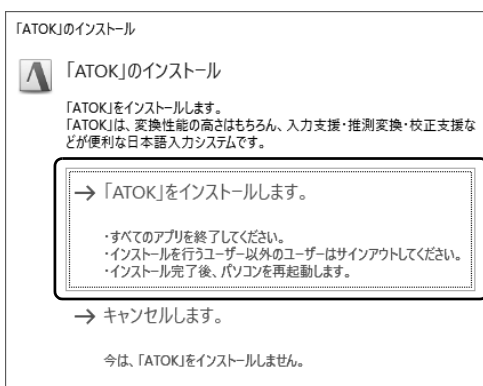 「ATOK」のインストール
「ATOK」のインストール
「ATOK」をインストールします。
「ATOK」は、変換性能の高さはもちろん、入力支援・推測変換・校正支援な
どが便利な日本語入力システムです。
→「ATOK」をインストールします。
・すべてのアプリを終了してください。
・インストールを行うユーザー以外のユーザーはサインアウトしてください。
・インストール完了後、パソコンを再起動します。
→ キャンセルします。
今は、「ATOK」をインストールしません。